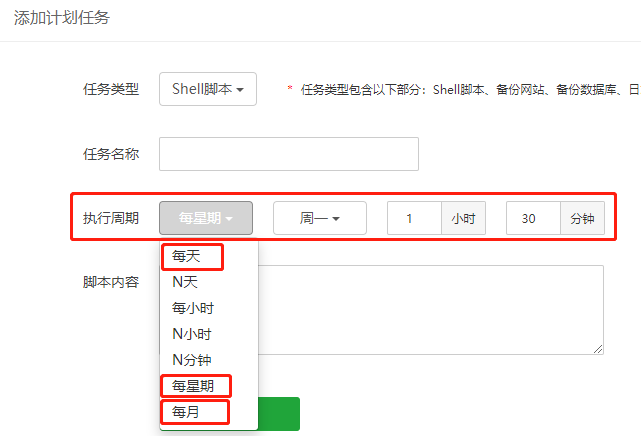 添加计划任务
任务类型 Shell脚本 * 任务类型包含以下部分：Shell脚本、备份网站、备份数据库、日
任务名称
执行周期 每星期 周一 1 小时 30 分钟
每天
脚本内容
N天
每小时
N小时
N分钟
每星期
每月